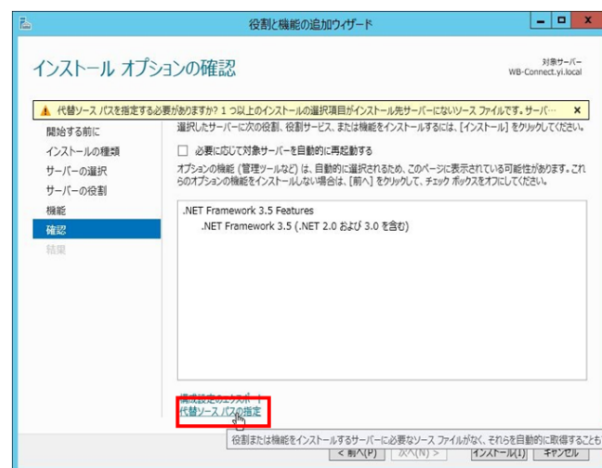 役割と機能の追加ウィザード
インストール オプションの確認
対象サーバー
WB-Connect.yi.local
代替ソース パスを指定する必要がありますか? 1 つ以上のインストールの選択項目がインストール先サーバーにないソース ファイルです。サーバ… ×
開始する前に
インストールの種類
サーバーの選択
サーバーの役割
機能
確認
結果
選択したサーバーに次の役割、役割サービス、または機能をインストールするには、[インストール] をクリックしてください。
必要に応じて対象サーバーを自動的に再起動する
オプションの機能 (管理ツールなど) は、自動的に選択されるため、このページに表示されている可能性があります。これ
らのオプションの機能をインストールしない場合は、[前へ] をクリックして、チェック ボックスをオフにしてください。
.NET Framework 3.5 Features
.NET Framework 3.5 (.NET 2.0 および 3.0 を含む)
構成設定のエクスポート
代替ソース パスの指定
役割または機能をインストールするサーバーに必要なソース ファイルがなく、それらを自動的に取得することも
< 前へ(P)
次へ(N) >
インストール(I)
キャンセル